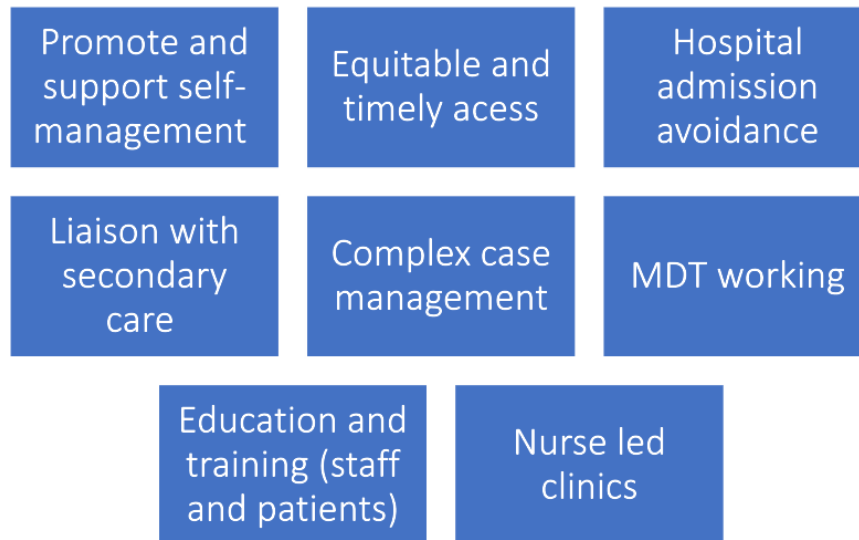 Promote and
support self-
management
Equitable and
timely acess
Hospital
admission
avoidance
Liaison with
secondary
care
Complex case
management
MDT working
Education and
training (staff
and patients)
Nurse led
clinics